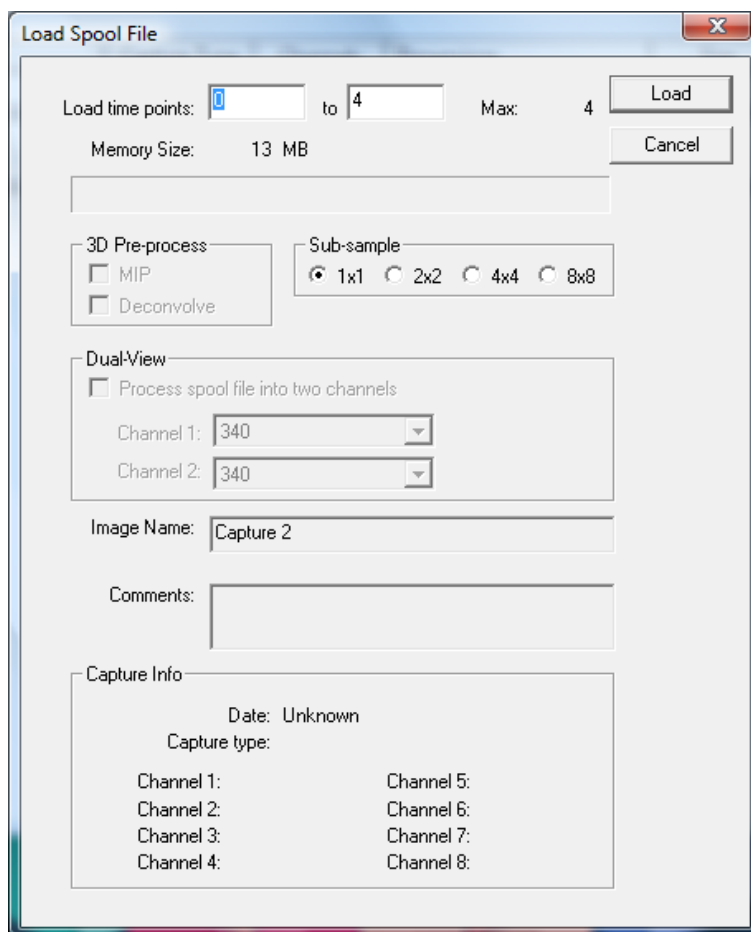 Load Spool File
X
Load time points: 0 to 4 Max: 4 Load
Memory Size: 13 MB Cancel
3D Pre-process Sub-sample
MIP 1x1 2x2 4x4 8x8
Deconvolve
Dual-View
Process spool file into two channels
Channel 1: 340
Channel 2: 340
Image Name: Capture 2
Comments:
Capture Info
Date: Unknown
Capture type:
Channel 1: Channel 5:
Channel 2: Channel 6:
Channel 3: Channel 7:
Channel 4: Channel 8: